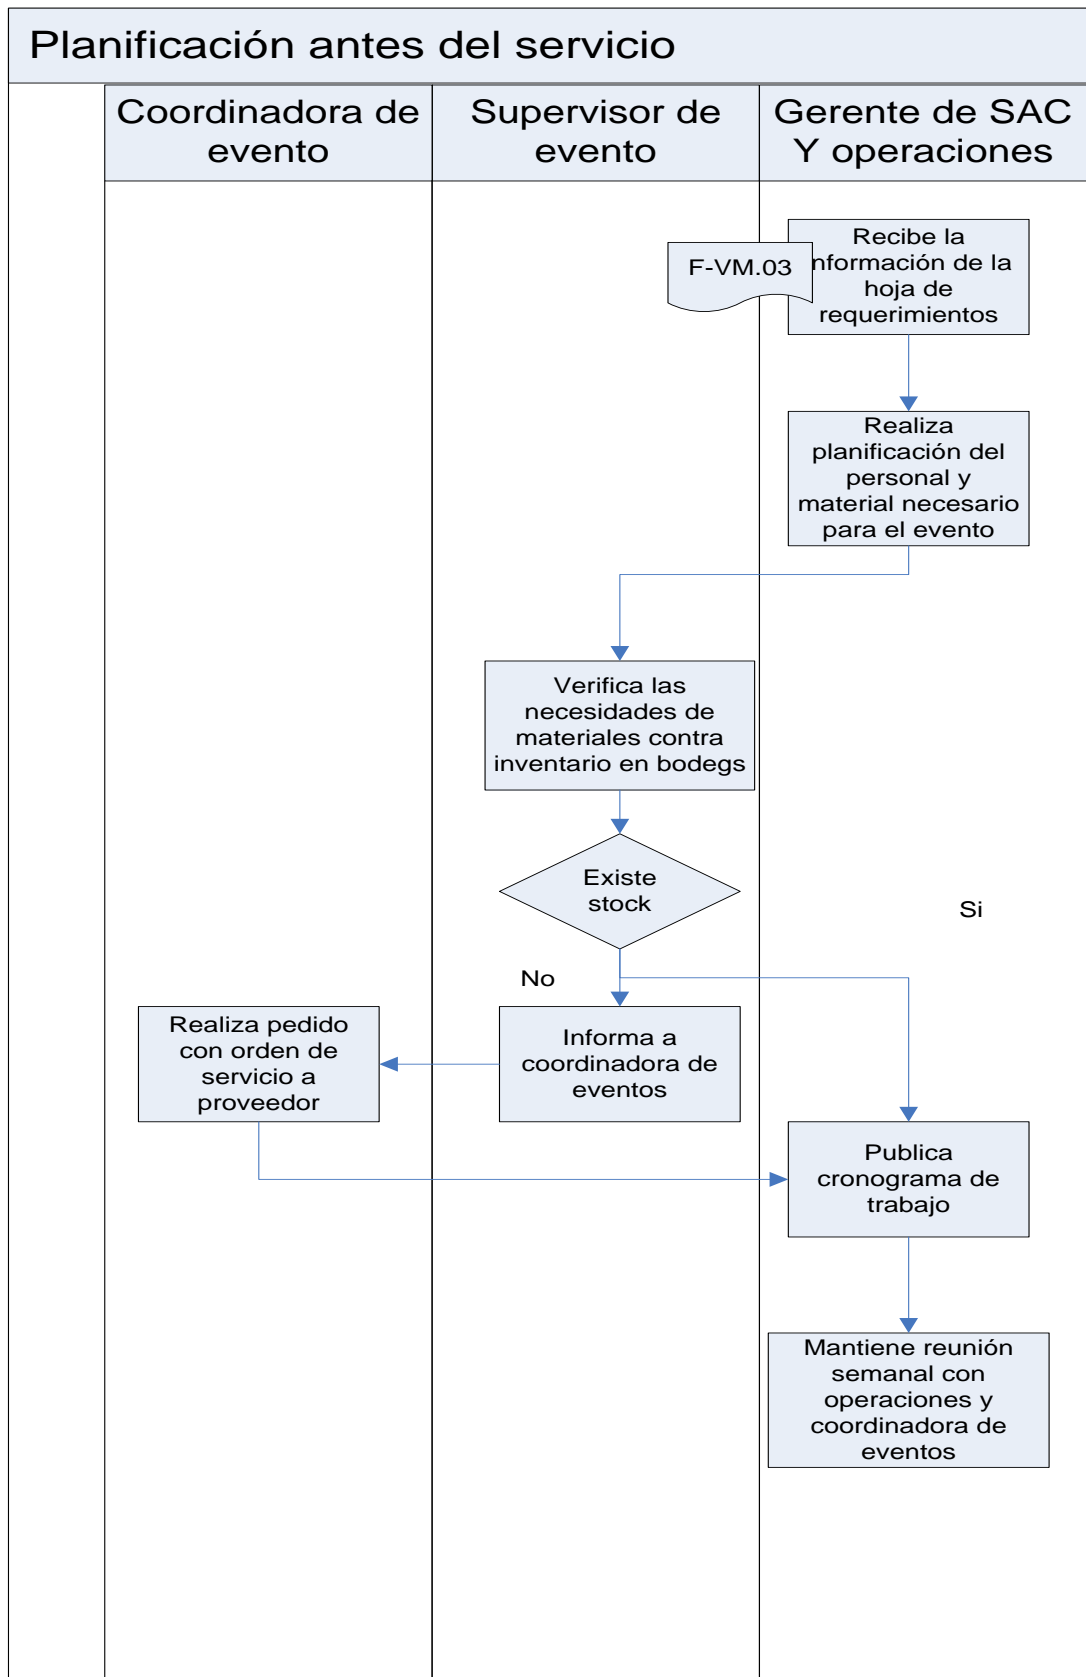 Planificación antes del servicio
Coordinadora de
evento
Supervisor de
evento
Gerente de SAC
Y operaciones
F-VM.03
Recibe la
nformación de la
hoja de
requerimientos
Realiza
planificación del
personal y
material necesario
para el evento
Verifica las
necesidades de
materiales contra
inventario en bodegs
Existe
stock
Si
No
Realiza pedido
con orden de
servicio a
proveedor
Informa a
coordinadora de
eventos
Publica
cronograma de
trabajo
Mantiene reunión
semanal con
operaciones y
coordinadora de
eventos